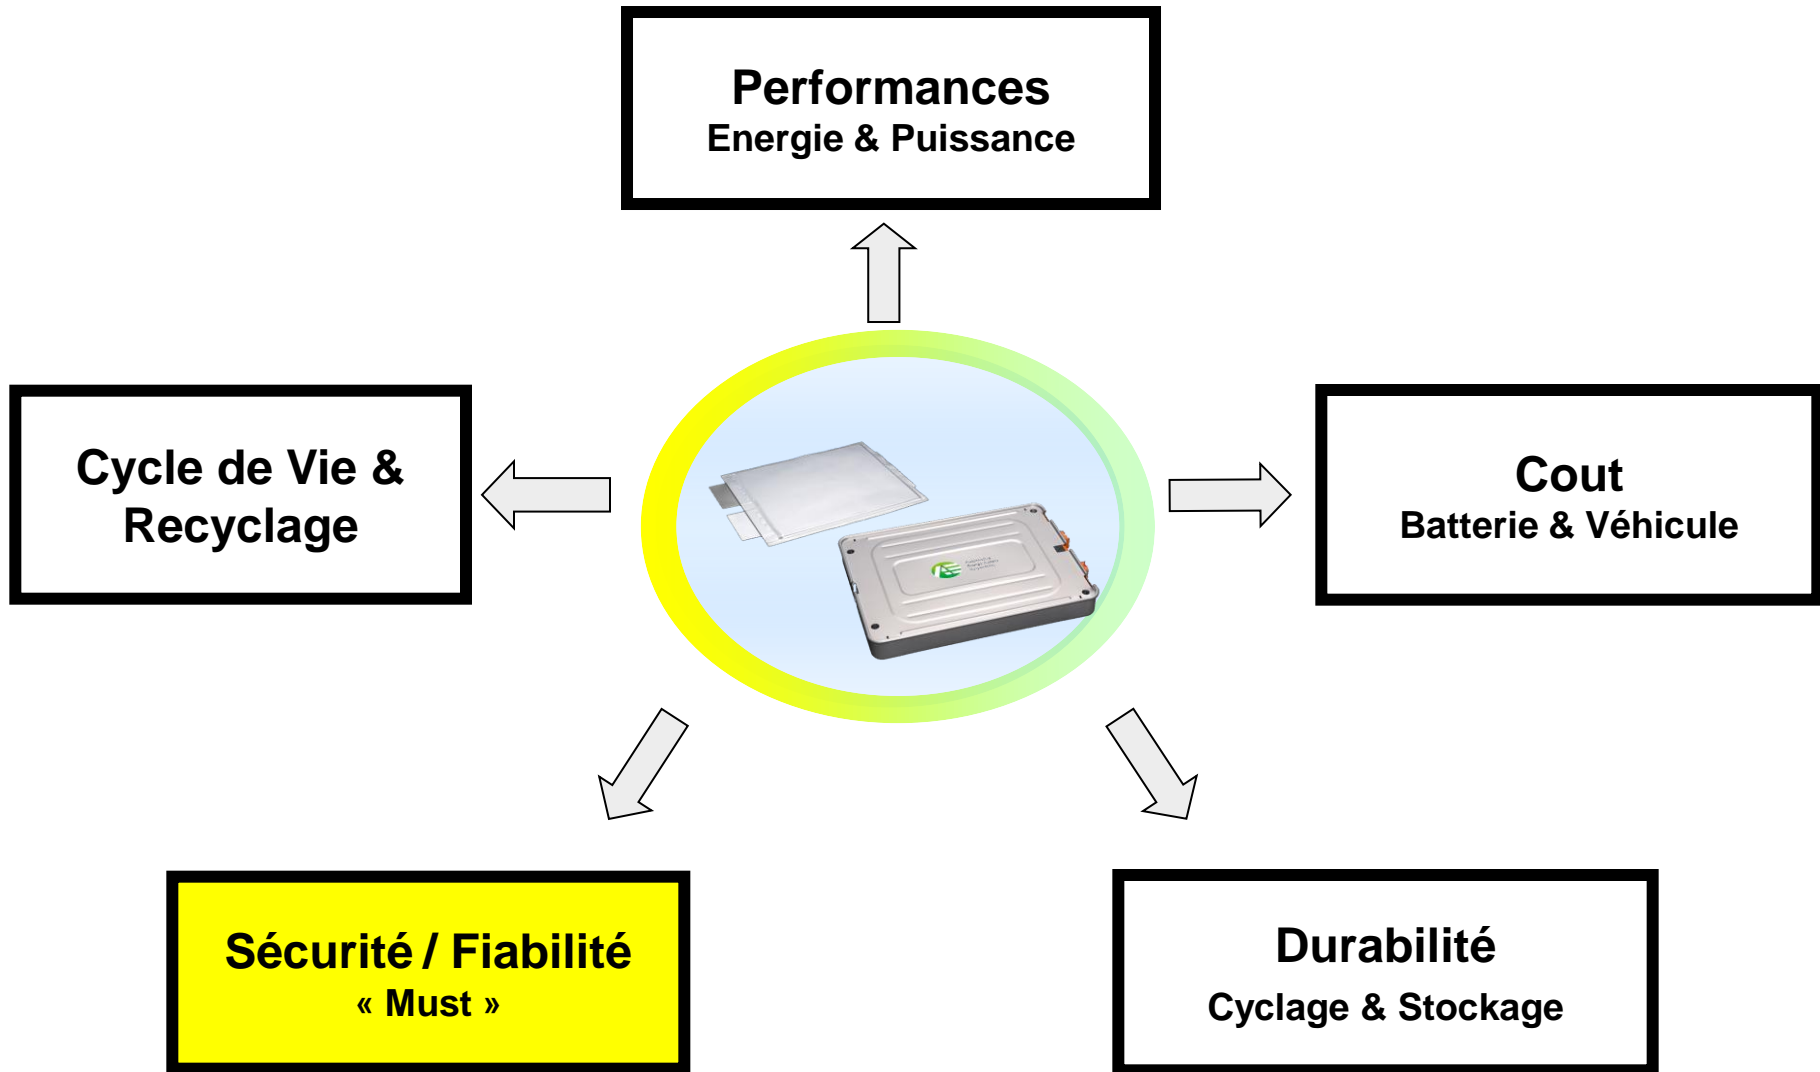 Performances
Energie & Puissance
Cycle de Vie &
Recyclage
Cout
Batterie & Véhicule
Sécurité / Fiabilité
« Must »
Durabilité
Cyclage & Stockage